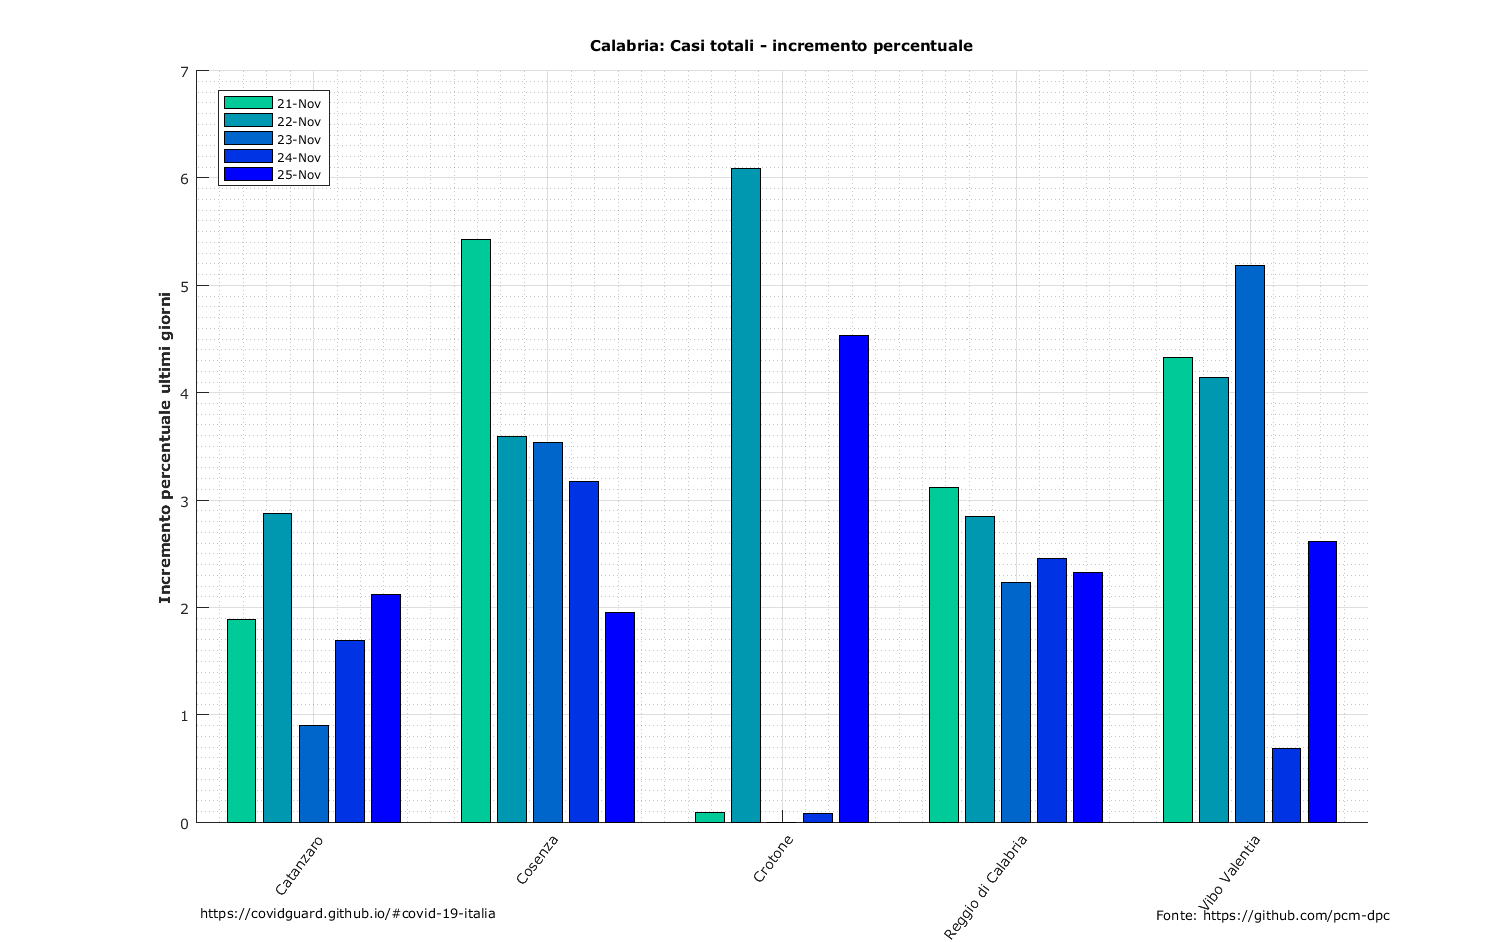 Calabria: Casi totali - incremento percentuale
7
6
5
4
3
2
1
0
21-Nov
22-Nov
23-Nov
24-Nov
25-Nov
Incremento percentuale ultimi giorni
Catanzaro
Cosenza
Crotone
Reggio di Calabria
Vibo Valentia
https://covidguard.github.io/#covid-19-italia
Fonte: https://github.com/pcm-dpc